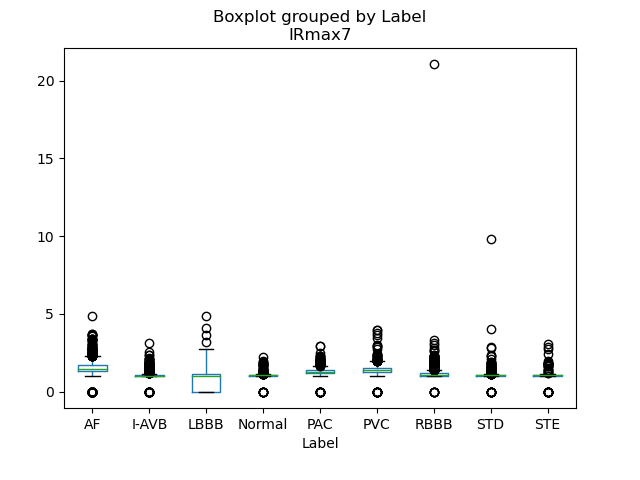 Boxplot grouped by Label
IRmax7
20
15
10
5
0
AF I-AVB LBBB Normal PAC PVC RBBB STD STE
Label